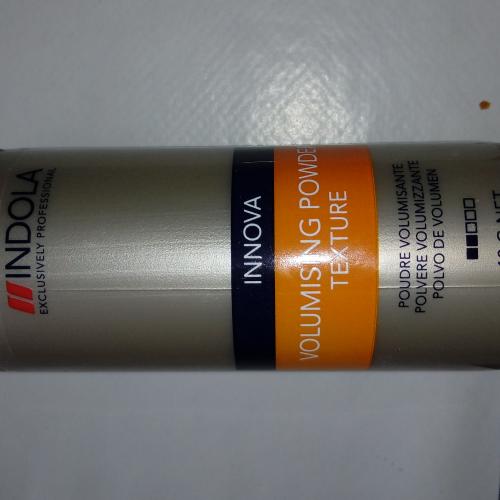 INDOLA
EXCLUSIVELY PROFESSIONAL
INNOVA
VOLUMISING POWDER
TEXTURE
POUDRE VOLUMISANTE
POLVERE VOLUMIZZANTE
POLVO DE VOLUMEN